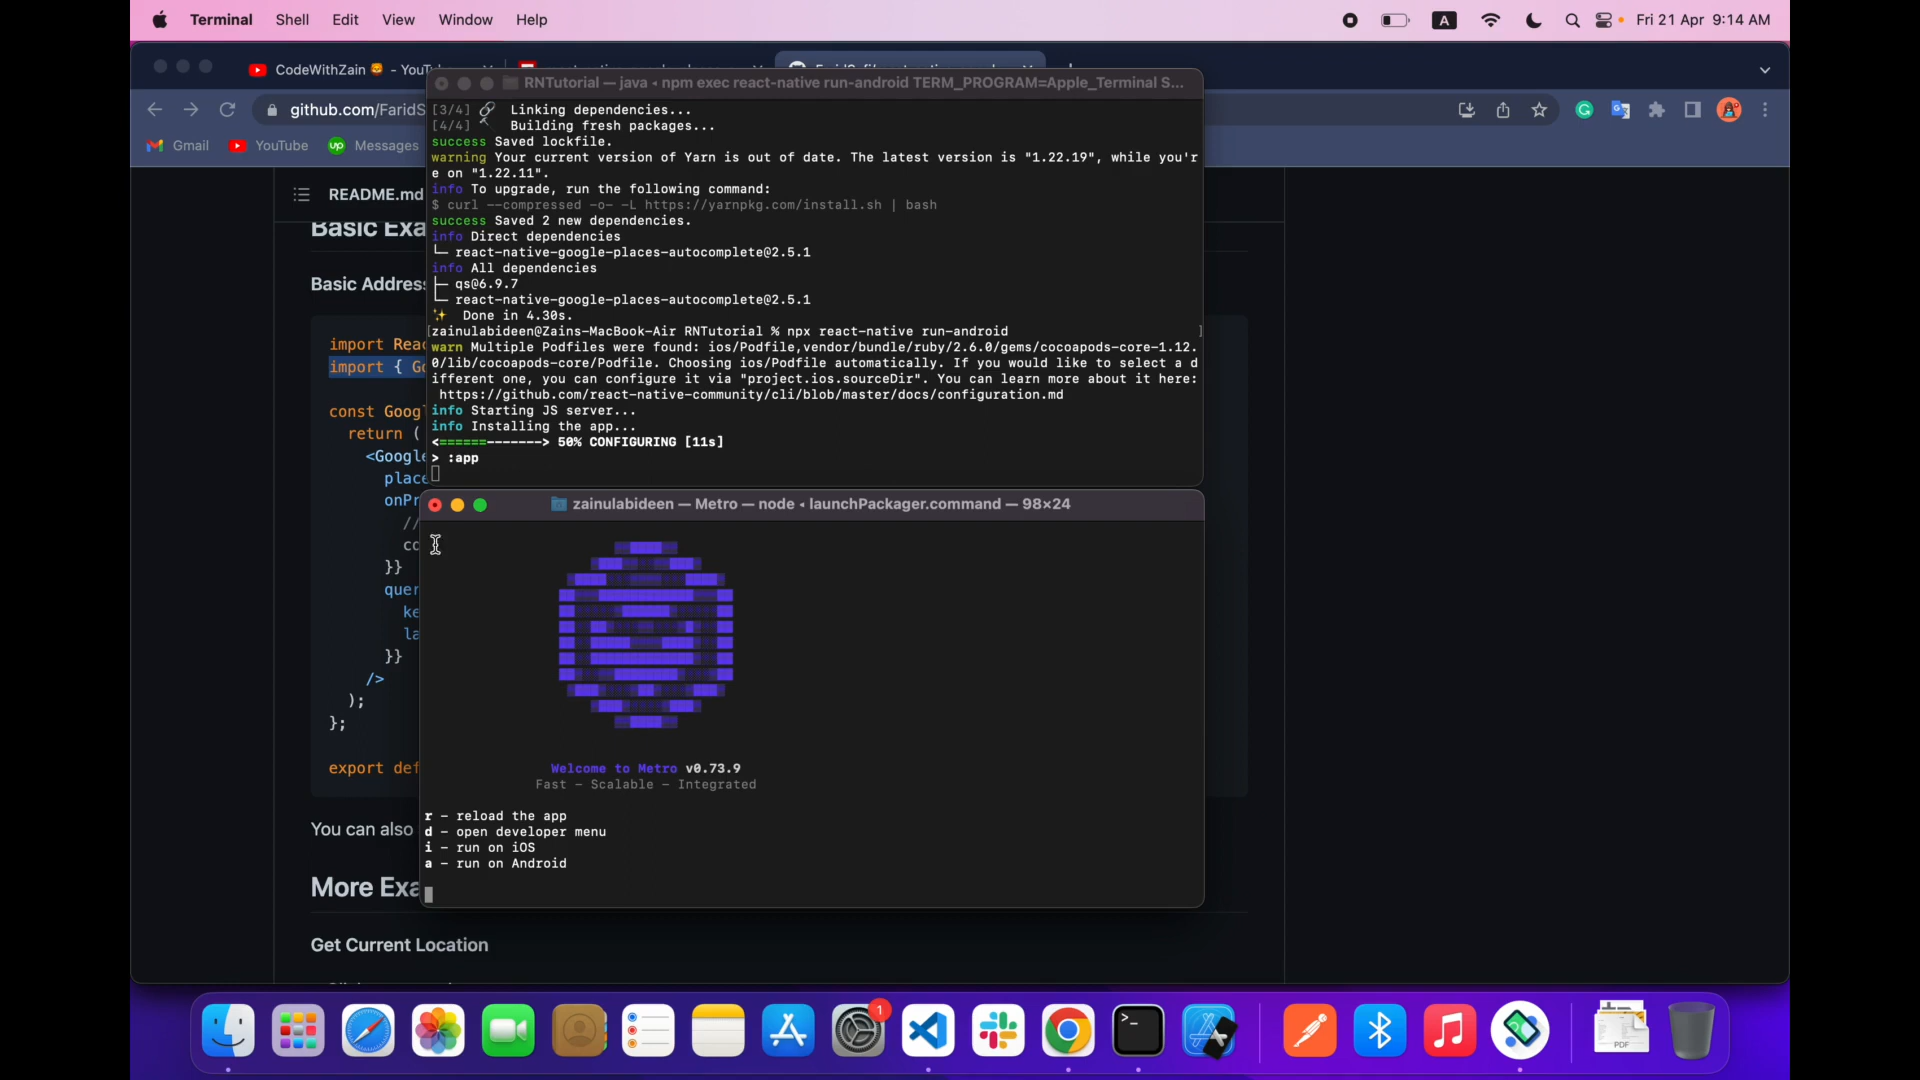 Terminal Shell Edit View Window Help
A Fri 21 Apr 9:14 AM
CodeWithZain
github.com/FaridS
Gmail YouTube Messages
README.md
Basic Exa
Basic Address
import Reac
import { Go
const Goog
return (
<Google
place
onPr
//
co
}}
quer
ke
la
}}
/>
);
};
export def
You can also
More Exa
Get Current Location
RNTutorial — java ◂ npm exec react-native run-android TERM_PROGRAM=Apple_Terminal S...
[3/4] 🔗 Linking dependencies...
[4/4] 🔨 Building fresh packages...
success Saved lockfile.
warning Your current version of Yarn is out of date. The latest version is "1.22.19", while you'r
e on "1.22.11".
info To upgrade, run the following command:
$ curl --compressed -o- -L https://yarnpkg.com/install.sh | bash
success Saved 2 new dependencies.
info Direct dependencies
└─ react-native-google-places-autocomplete@2.5.1
info All dependencies
├─ qs@6.9.7
└─ react-native-google-places-autocomplete@2.5.1
✨ Done in 4.30s.
[zainulabideen@Zains-MacBook-Air RNTutorial % npx react-native run-android ]
warn Multiple Podfiles were found: ios/Podfile,vendor/bundle/ruby/2.6.0/gems/cocoapods-core-1.12.
0/lib/cocoapods-core/Podfile. Choosing ios/Podfile automatically. If you would like to select a d
ifferent one, you can configure it via "project.ios.sourceDir". You can learn more about it here:
https://github.com/react-native-community/cli/blob/master/docs/configuration.md
info Starting JS server...
info Installing the app...
<======-------> 50% CONFIGURING [11s]
> :app
zainulabideen — Metro — node ◂ launchPackager.command — 98×24
Welcome to Metro v0.73.9
Fast - Scalable - Integrated
r - reload the app
d - open developer menu
i - run on iOS
a - run on Android
1
PDF